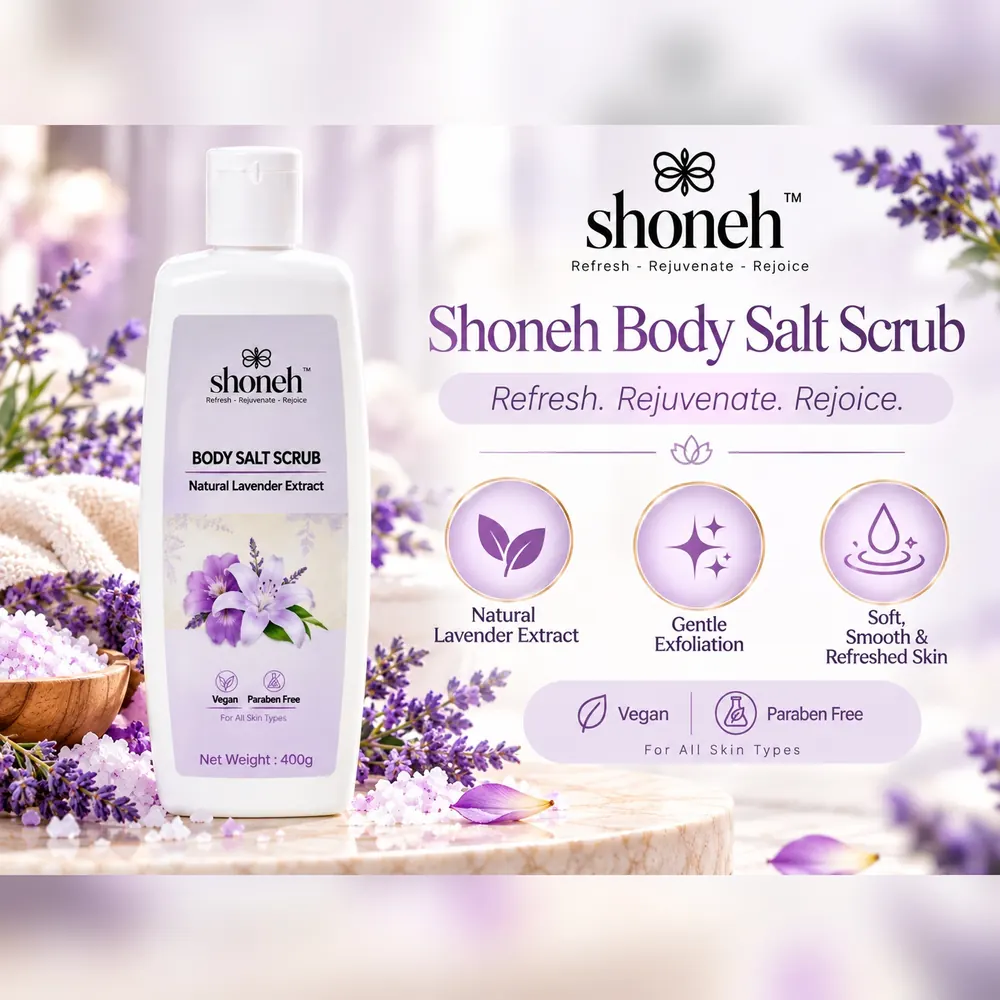 shoneh™
Refresh - Rejuvenate - Rejoice
BODY SALT SCRUB
Natural Lavender Extract
Vegan
Paraben Free
For All Skin Types
Net Weight : 400g
shoneh™
Refresh - Rejuvenate - Rejoice
Shoneh Body Salt Scrub
Refresh. Rejuvenate. Rejoice.
Natural
Lavender Extract
Gentle
Exfoliation
Soft,
Smooth &
Refreshed Skin
Vegan
Paraben Free
For All Skin Types